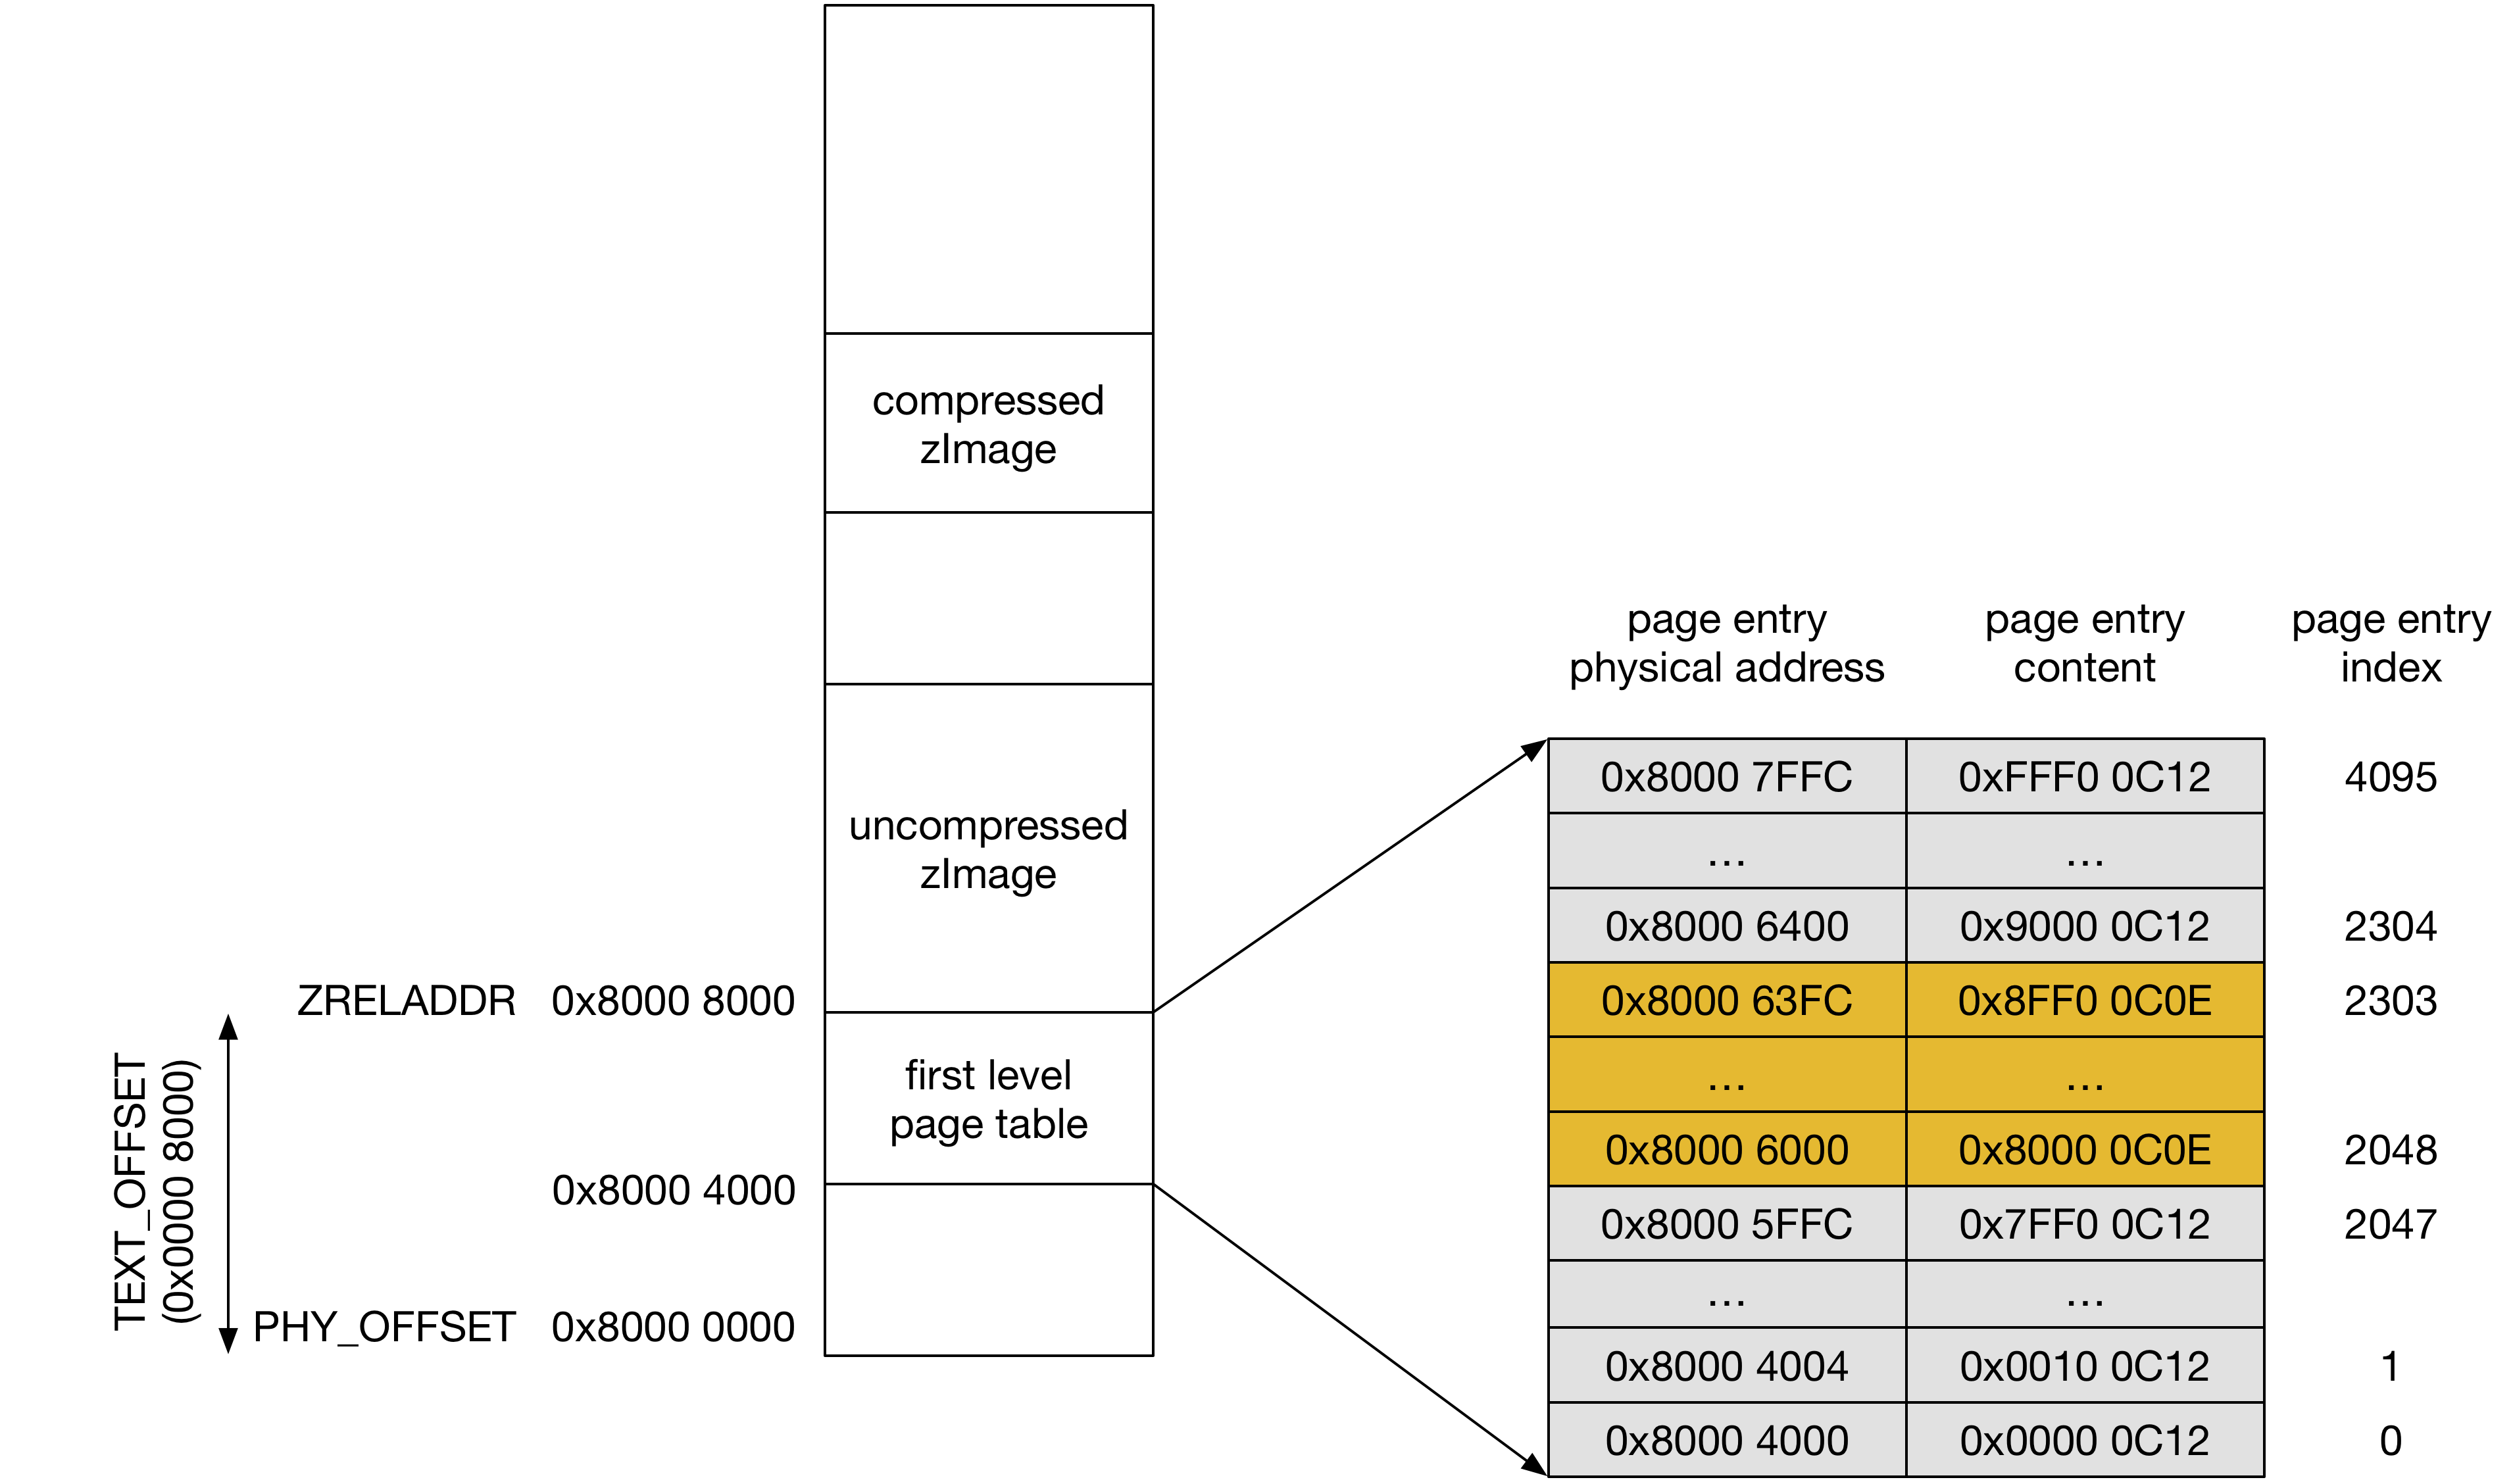 compressed
zImage
uncompressed
zImage
ZRELADDR 0x8000 8000
first level
page table
0x8000 4000
TEXT_OFFSET
(0x0000 8000)
PHY_OFFSET 0x8000 0000
page entry
physical address
page entry
content
page entry
index
0x8000 7FFC 0xFFF0 0C12 4095
... ...
0x8000 6400 0x9000 0C12 2304
0x8000 63FC 0x8FF0 0C0E 2303
... ...
0x8000 6000 0x8000 0C0E 2048
0x8000 5FFC 0x7FF0 0C12 2047
... ...
0x8000 4004 0x0010 0C12 1
0x8000 4000 0x0000 0C12 0